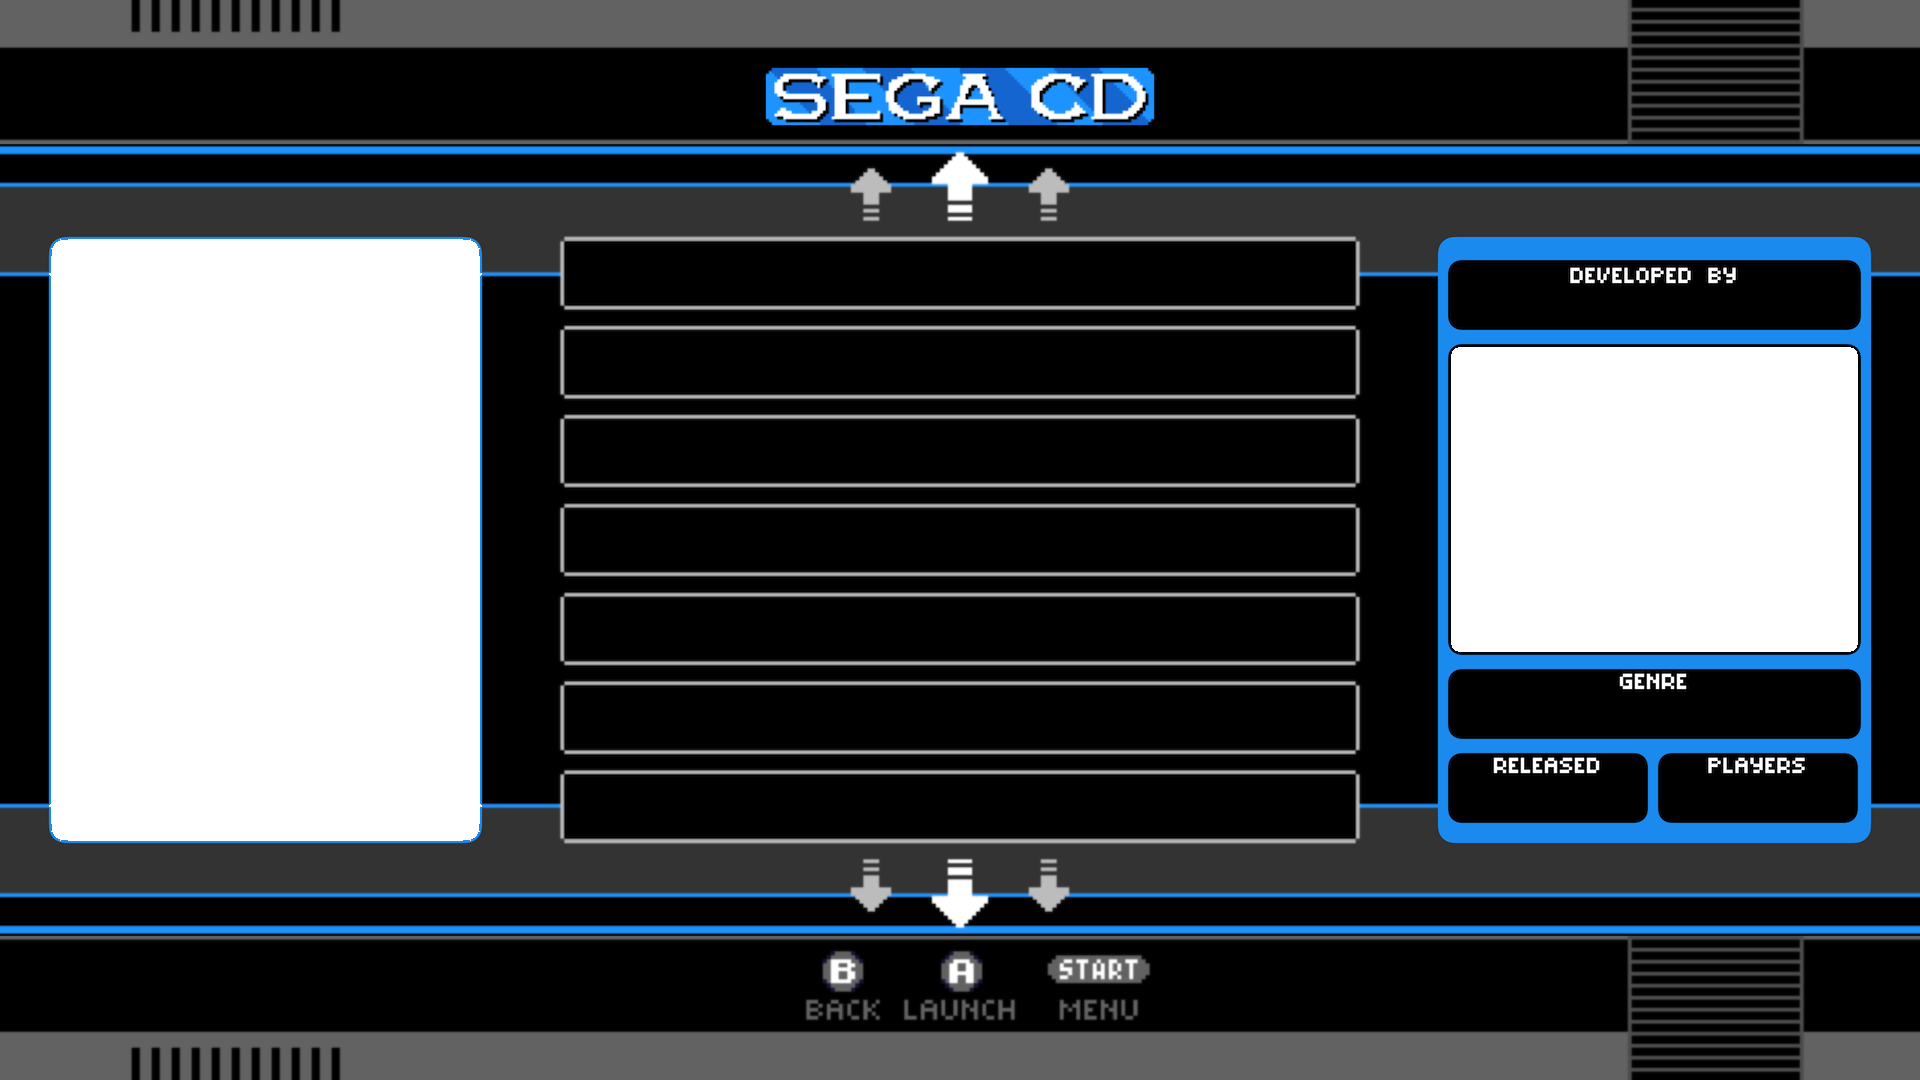 SEGA CD
DEVELOPED BY
GENRE
RELEASED
PLAYERS
B
A
START
BACK
LAUNCH
MENU